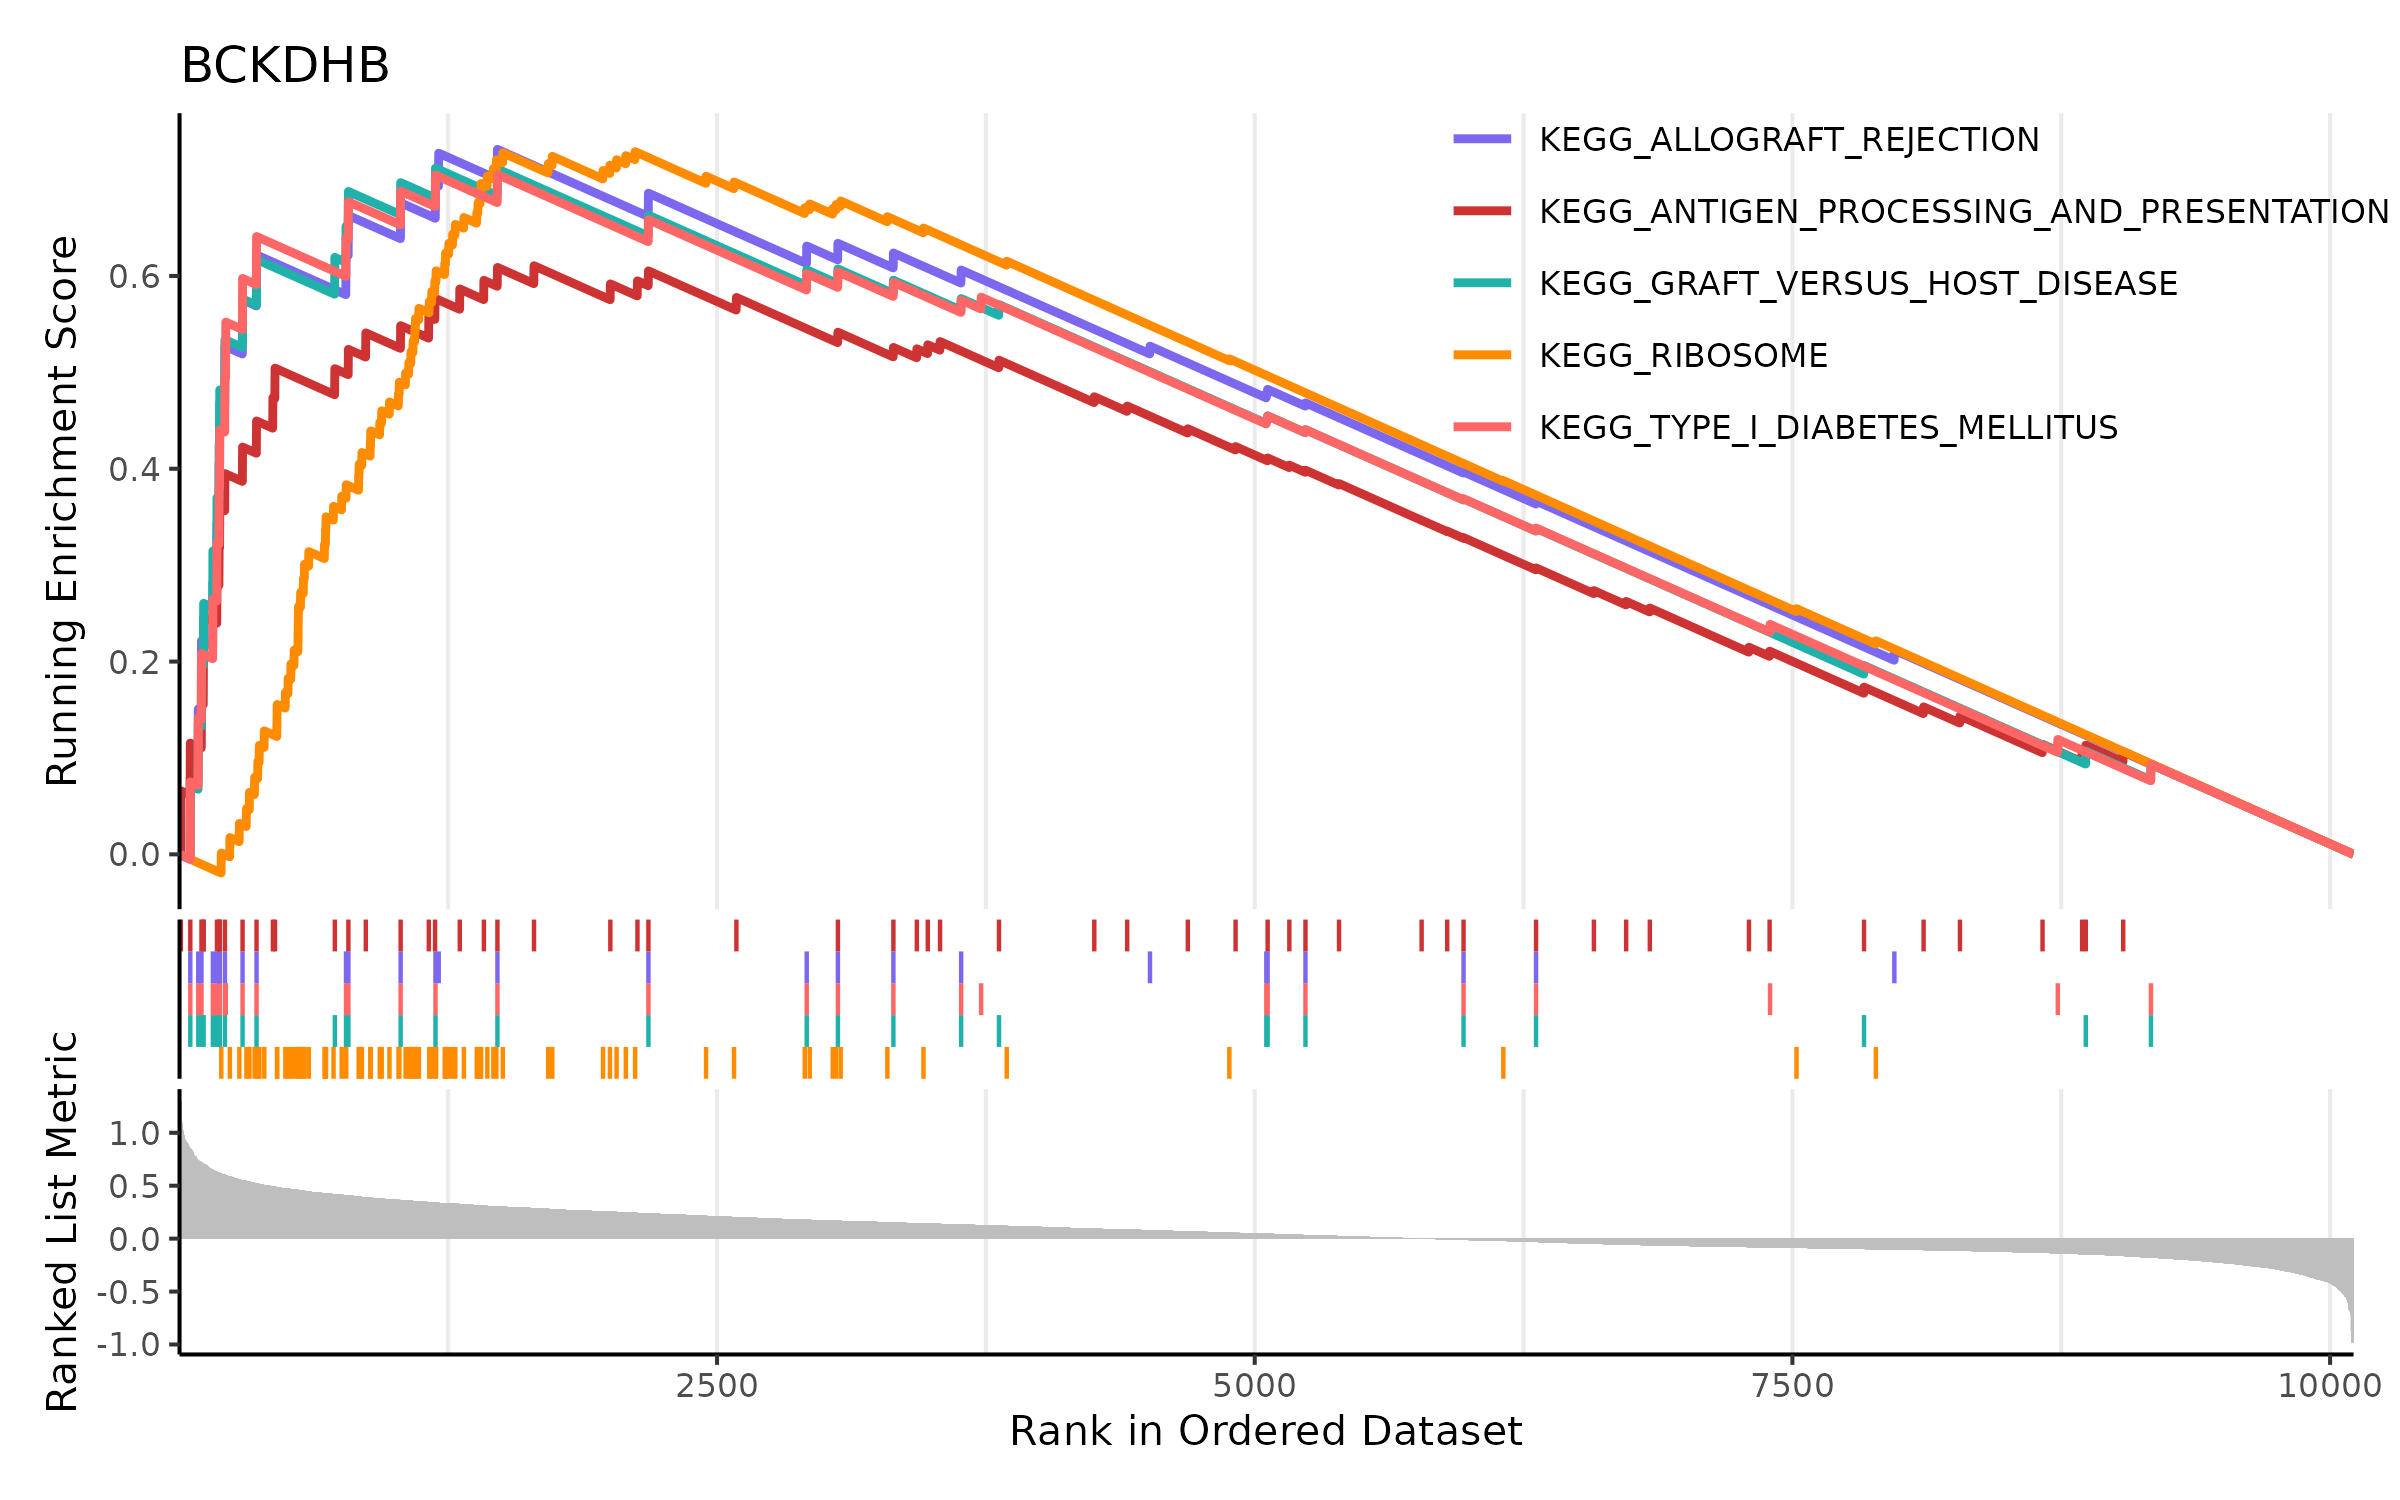 BCKDHB
KEGG_ALLOGRAFT_REJECTION
KEGG_ANTIGEN_PROCESSING_AND_PRESENTATION
KEGG_GRAFT_VERSUS_HOST_DISEASE
KEGG_RIBOSOME
KEGG_TYPE_I_DIABETES_MELLITUS
Running Enrichment Score
0.6
0.4
0.2
0.0
Ranked List Metric
1.0
0.5
0.0
-0.5
-1.0
2500 5000 7500 10000
Rank in Ordered Dataset